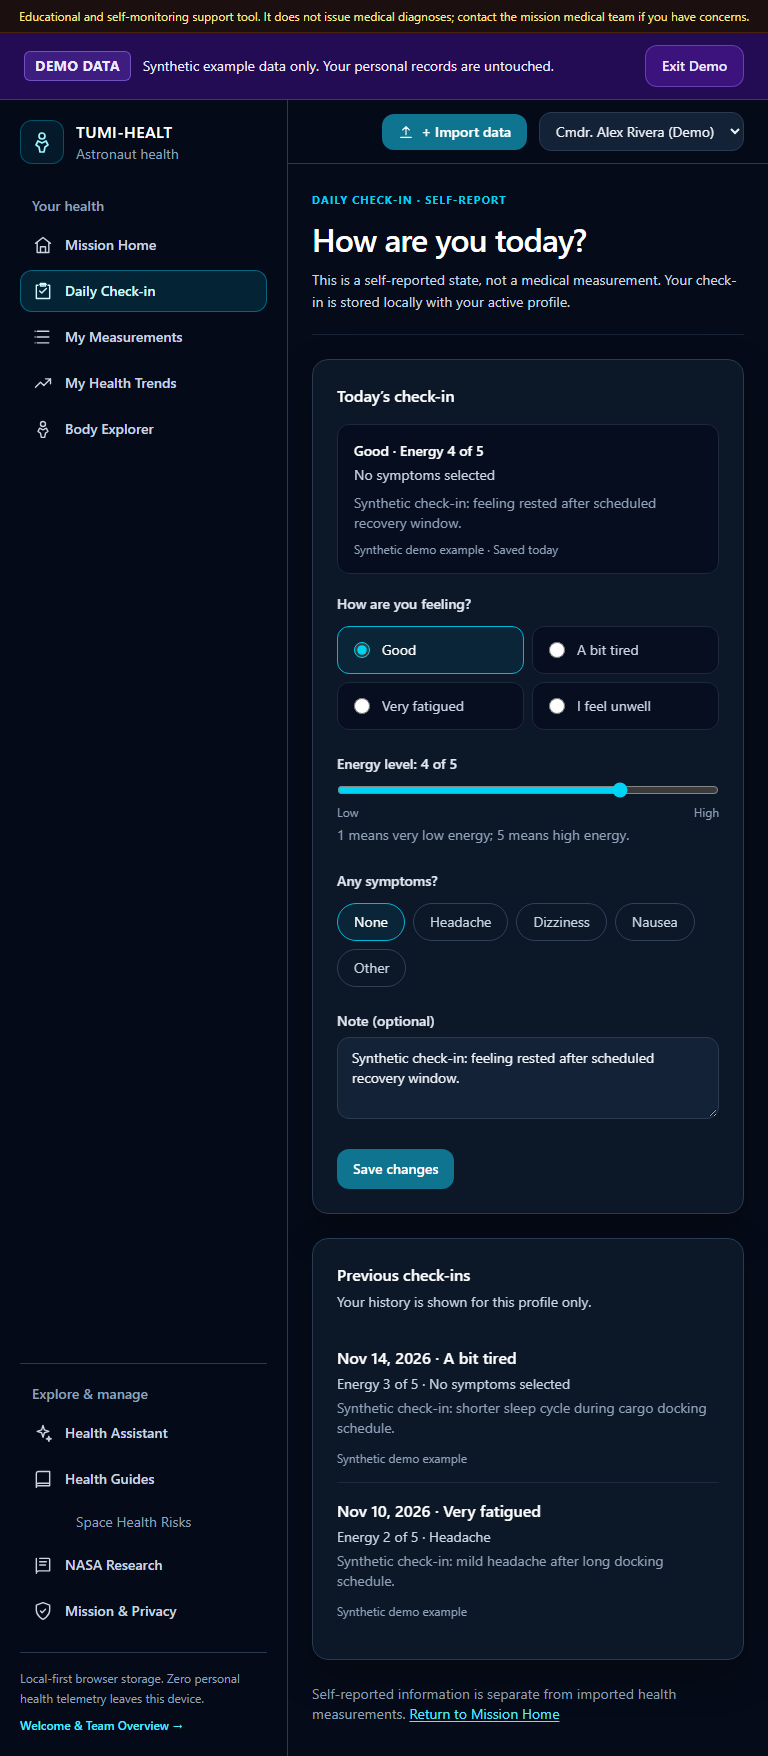 Educational and self-monitoring support tool. It does not issue medical diagnoses; contact the mission medical team if you have concerns.
DEMO DATA
Synthetic example data only. Your personal records are untouched.
Exit Demo
TUMI-HEALT
Astronaut health
+ Import data
Cmdr. Alex Rivera (Demo)
Your health
Mission Home
Daily Check-in
My Measurements
My Health Trends
Body Explorer
Explore & manage
Health Assistant
Health Guides
Space Health Risks
NASA Research
Mission & Privacy
Local-first browser storage. Zero personal
health telemetry leaves this device.
Welcome & Team Overview →
DAILY CHECK-IN · SELF-REPORT
How are you today?
This is a self-reported state, not a medical measurement. Your check-
in is stored locally with your active profile.
Today’s check-in
Good · Energy 4 of 5
No symptoms selected
Synthetic check-in: feeling rested after scheduled
recovery window.
Synthetic demo example · Saved today
How are you feeling?
Good
A bit tired
Very fatigued
I feel unwell
Energy level: 4 of 5
Low
High
1 means very low energy; 5 means high energy.
Any symptoms?
None
Headache
Dizziness
Nausea
Other
Note (optional)
Synthetic check-in: feeling rested after scheduled
recovery window.
Save changes
Previous check-ins
Your history is shown for this profile only.
Nov 14, 2026 · A bit tired
Energy 3 of 5 · No symptoms selected
Synthetic check-in: shorter sleep cycle during cargo docking
schedule.
Synthetic demo example
Nov 10, 2026 · Very fatigued
Energy 2 of 5 · Headache
Synthetic check-in: mild headache after long docking
schedule.
Synthetic demo example
Self-reported information is separate from imported health
measurements. Return to Mission Home